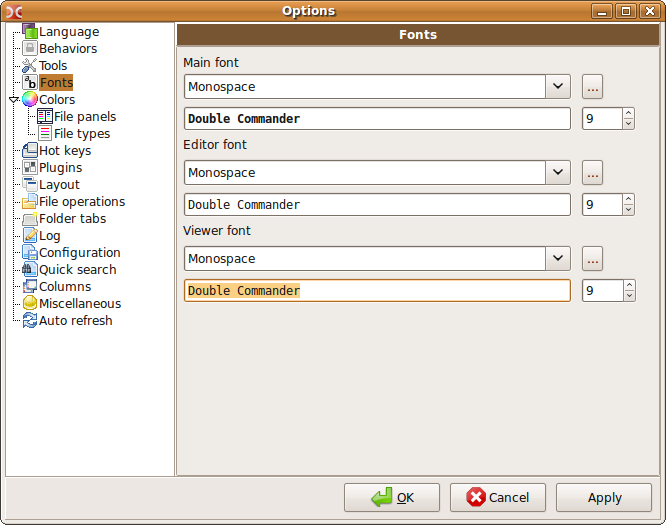 Options
Language
Behaviors
Tools
ab Fonts
Colors
File panels
File types
Hot keys
Plugins
Layout
File operations
Folder tabs
Log
Configuration
Quick search
Columns
Miscellaneous
Auto refresh
Fonts
Main font
Monospace ...
Double Commander 9
Editor font
Monospace ...
Double Commander 9
Viewer font
Monospace ...
Double Commander 9
OK Cancel Apply